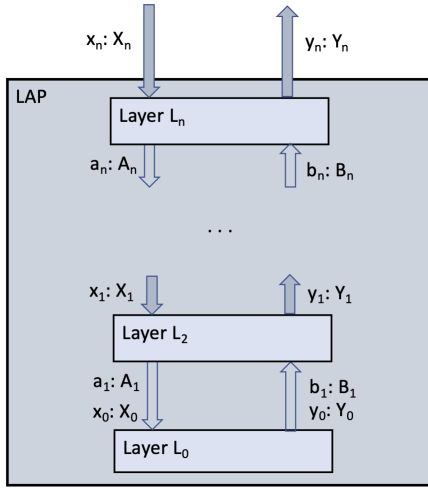 xn: Xn
yn: Yn
LAP
Layer Ln
an: An
bn: Bn
. . .
x1: X1
y1: Y1
Layer L2
a1: A1
b1: B1
x0: X0
y0: Y0
Layer L0